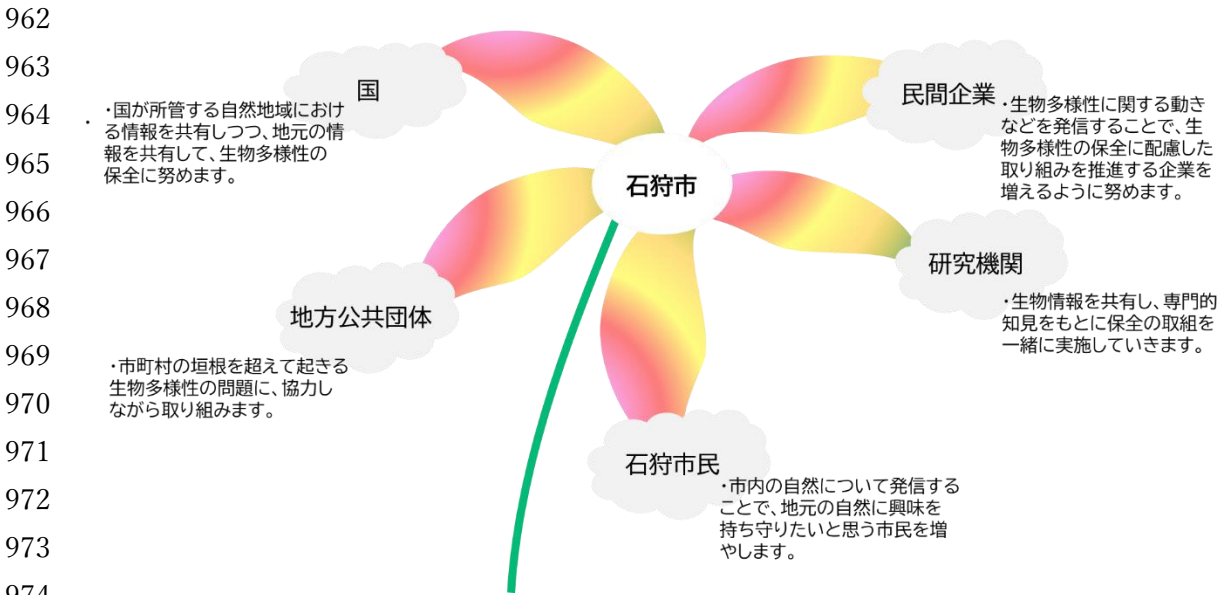 962
963
964
965
966
967
968
969
970
971
972
973
974
国
・国が所管する自然地域におけ
る情報を共有しつつ、地元の情
報を共有して、生物多様性の
保全に努めます。
.
民間企業
・生物多様性に関する動き
などを発信することで、生
物多様性の保全に配慮した
取り組みを推進する企業を
増えるように努めます。
石狩市
地方公共団体
・市町村の垣根を超えて起きる
生物多様性の問題に、協力し
ながら取り組みます。
研究機関
・生物情報を共有し、専門的
知見をもとに保全の取組を
一緒に実施していきます。
石狩市民
・市内の自然について発信する
ことで、地元の自然に興味を
持ち守りたいと思う市民を増
やします。